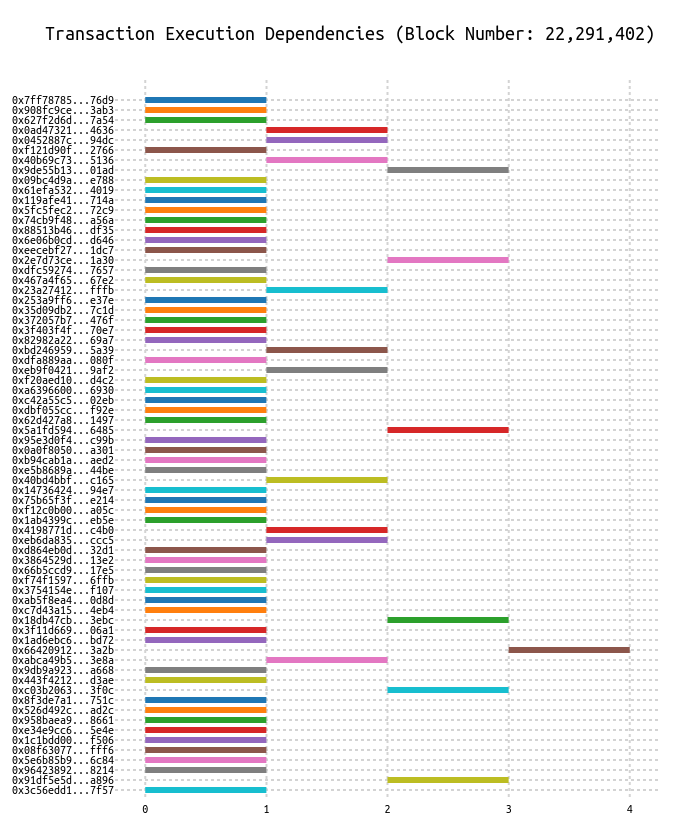 Transaction Execution Dependencies (Block Number: 22,291,402)
0x7ff78785...76d9
0x908fc9ce...3ab3
0x627f2d6d...7a54
0x0ad47321...4636
0x0452887c...94dc
0xf121d90f...2766
0x40b69c73...5136
0x9de55b13...01ad
0x09bc4d9a...e788
0x61efa532...4019
0x119afe41...714a
0x5fc5fec2...72c9
0x74cb9f48...a56a
0x88513b46...df35
0x6e06b0cd...d646
0xeecebf27...1dc7
0x2e7d73ce...1a30
0xdfc59274...7657
0x467a4f65...67e2
0x23a27412...fffb
0x253a9ff6...e37e
0x35d09db2...7c1d
0x372057b7...476f
0x3f403f4f...70e7
0x82982a22...69a7
0xbd246959...5a39
0xdfa889aa...080f
0xeb9f0421...9af2
0xf20aed10...d4c2
0xa6396600...6930
0xc42a55c5...02eb
0xdbf055cc...f92e
0x62d427a8...1497
0x5a1fd594...6485
0x95e3d0f4...c99b
0x0a0f8050...a301
0xb94cab1a...aed2
0xe5b8689a...44be
0x40bd4bbf...c165
0x14736424...94e7
0x75b65f3f...e214
0xf12c0b00...a05c
0x1ab4399c...eb5e
0x4198771d...c4b0
0xeb6da835...ccc5
0xd864eb0d...32d1
0x3864529d...13e2
0x66b5ccd9...17e5
0xf74f1597...6ffb
0x3754154e...f107
0xab5f8ea4...0d8d
0xc7d43a15...4eb4
0x18db47cb...3ebc
0x3f11d669...06a1
0x1ad6ebc6...bd72
0x66420912...3a2b
0xabca49b5...3e8a
0x9db9a923...a668
0x443f4212...d3ae
0xc03b2063...3f0c
0x8f3de7a1...751c
0x526d492c...ad2c
0x958baea9...8661
0xe34e9cc6...5e4e
0x1c1bdd00...f506
0x08f63077...fff6
0x5e6b85b9...6c84
0x96423892...8214
0x91df5e5d...a896
0x3c56edd1...7f57
0 1 2 3 4